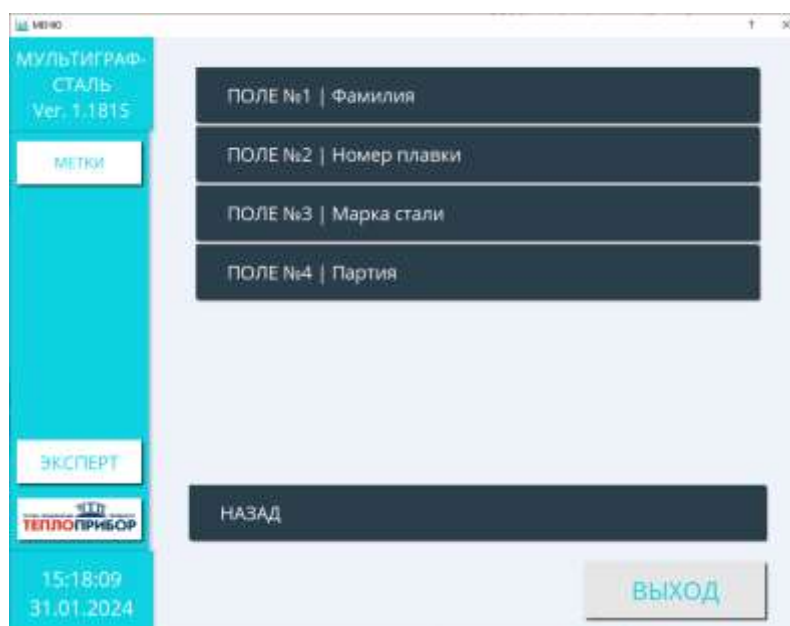 МЕНЮ
? ×
МУЛЬТИГРАФ-
СТАЛЬ
Ver. 1.1815
МЕТКИ
ПОЛЕ №1 | Фамилия
ПОЛЕ №2 | Номер плавки
ПОЛЕ №3 | Марка стали
ПОЛЕ №4 | Партия
ЭКСПЕРТ
ТЕПЛОПРИБОР
НАЗАД
15:18:09
31.01.2024
ВЫХОД